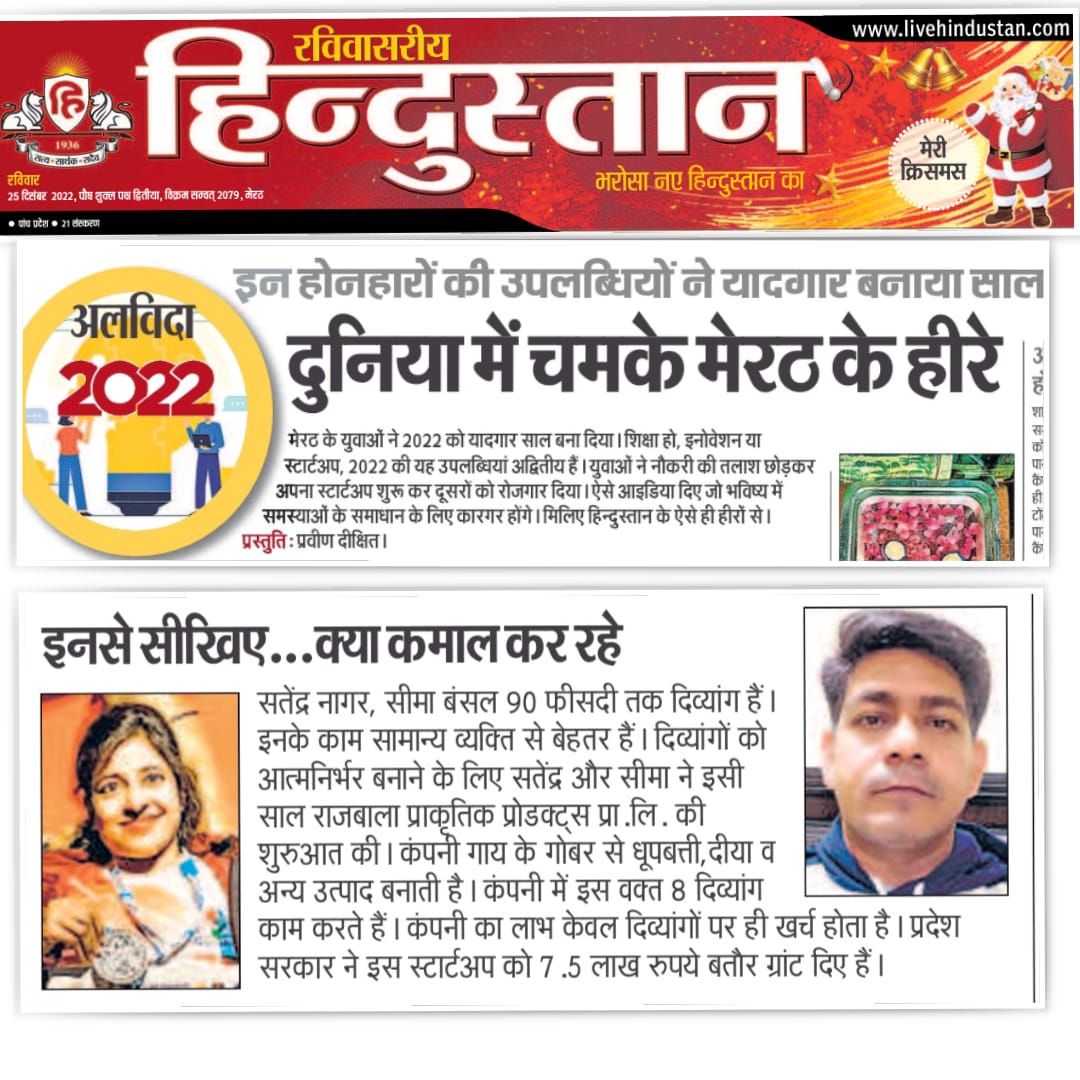 www.livehindustan.com
रविवासरीय
हिन्दुस्तान
हि
1936
सत्य • सार्थक • सदैव
भरोसा नए हिन्दुस्तान का
मेरी
क्रिसमस
रविवार
25 दिसंबर 2022, पौष शुक्ल पक्ष द्वितीया, विक्रम सम्वत् 2079, मेरठ
• पांच प्रदेश • 21 संस्करण
अलविदा
2022
इन होनहारों की उपलब्धियों ने यादगार बनाया साल
दुनिया में चमके मेरठ के हीरे
मेरठ के युवाओं ने 2022 को यादगार साल बना दिया। शिक्षा हो, इनोवेशन या
स्टार्टअप, 2022 की यह उपलब्धियां अद्वितीय हैं। युवाओं ने नौकरी की तलाश छोड़कर
अपना स्टार्टअप शुरू कर दूसरों को रोजगार दिया। ऐसे आइडिया दिए जो भविष्य में
समस्याओं के समाधान के लिए कारगर होंगे। मिलिए हिन्दुस्तान के ऐसे ही हीरों से।
प्रस्तुति : प्रवीण दीक्षित।
इनसे सीखिए...क्या कमाल कर रहे
सतेंद्र नागर, सीमा बंसल 90 फीसदी तक दिव्यांग हैं।
इनके काम सामान्य व्यक्ति से बेहतर हैं। दिव्यांगों को
आत्मनिर्भर बनाने के लिए सतेंद्र और सीमा ने इसी
साल राजबाला प्राकृतिक प्रोडक्ट्स प्रा.लि. की
शुरुआत की। कंपनी गाय के गोबर से धूपबत्ती,दीया व
अन्य उत्पाद बनाती है। कंपनी में इस वक्त 8 दिव्यांग
काम करते हैं। कंपनी का लाभ केवल दिव्यांगों पर ही खर्च होता है। प्रदेश
सरकार ने इस स्टार्टअप को 7.5 लाख रुपये बतौर ग्रांट दिए हैं।